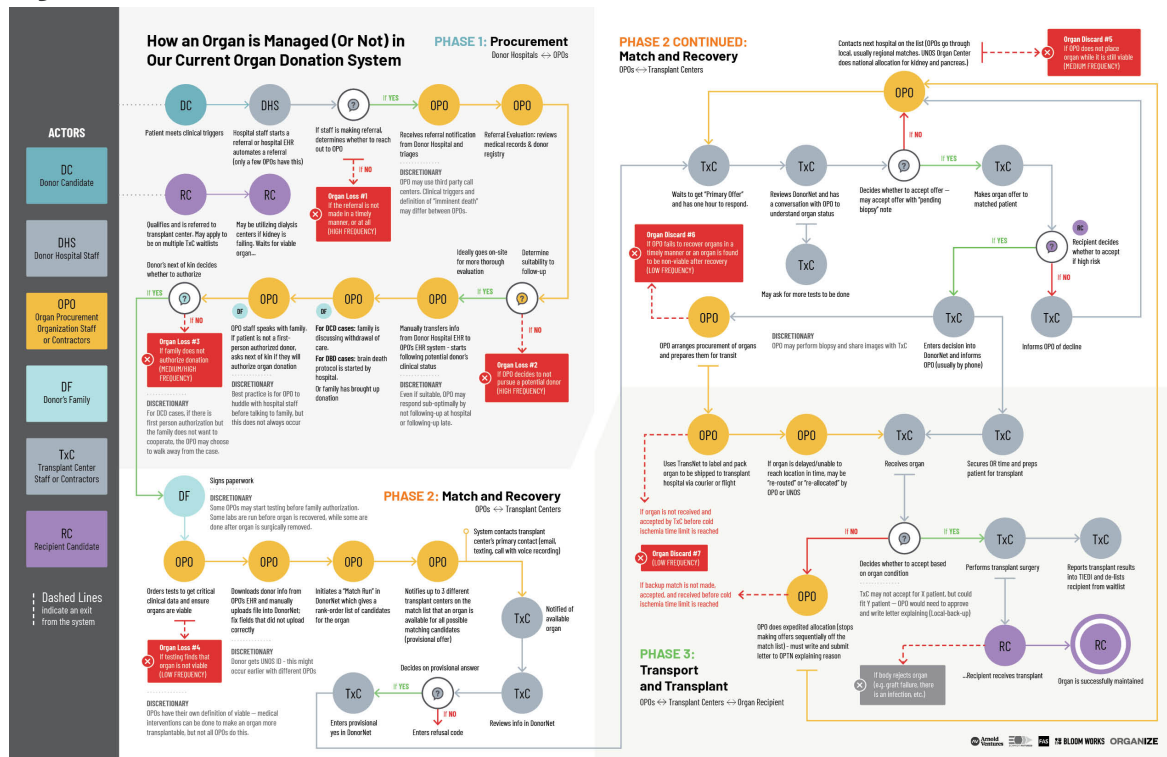 How an Organ is Managed (Or Not) in
Our Current Organ Donation System
PHASE 1: Procurement
Donor Hospitals ↔ OPOs
ACTORS
DC
Donor Candidate
DHS
Donor Hospital Staff
OPO
Organ Procurement
Organization Staff
or Contractors
DF
Donor's Family
TxC
Transplant Center
Staff or Contractors
RC
Recipient Candidate
Dashed Lines
indicate an exit
from the system
DC
Patient meets clinical triggers
DHS
Hospital staff starts a
referral or hospital EHR
automates a referral
(only a few OPOs have this)
?
If staff is making referral,
determines whether to reach
out to OPO
If YES
If NO
Organ Loss #1
If the referral is not
made in a timely
manner, or at all
(HIGH FREQUENCY)
OPO
Receives referral notification
from Donor Hospital and
triages
DISCRETIONARY
OPO may use third party call
centers. Clinical triggers and
definition of "imminent death"
may differ between OPOs.
OPO
Referral Evaluation: reviews
medical records & donor
registry
RC
Qualifies and is referred to
transplant center. May apply to
be on multiple TxC waitlists
RC
May be utilizing dialysis
centers if kidney is
failing. Waits for viable
organ...
Determine
suitability to
follow-up
?
If YES
If NO
Organ Loss #2
If OPO decides to not
pursue a potential donor
(HIGH FREQUENCY)
Ideally goes on-site
for more thorough
evaluation
OPO
Manually transfers info
from Donor Hospital EHR to
OPO's EHR system - starts
following potential donor's
clinical status
DISCRETIONARY
Even if suitable, OPO may
respond sub-optimally by
not following-up at hospital
or following-up late.
OPO
DF
For DCD cases: family is
discussing withdrawal of
care.
For DBD cases: brain death
protocol is started by
hospital.
Or family has brought up
donation
OPO
DF
OPO staff speaks with family.
If patient is not a first-
person authorized donor,
asks next of kin if they will
authorize organ donation
DISCRETIONARY
Best practice is for OPO to
huddle with hospital staff
before talking to family, but
this does not always occur
Donor's next of kin decides
whether to authorize
?
If YES
If NO
Organ Loss #3
If family does not
authorize donation
(MEDIUM/HIGH
FREQUENCY)
DISCRETIONARY
For DCD cases, if there is
first person authorization but
the family does not want to
cooperate, the OPO may choose
to walk away from the case.
PHASE 2: Match and Recovery
OPOs ↔ Transplant Centers
DF
Signs paperwork
DISCRETIONARY
Some OPOs may start testing before family authorization.
Some labs are run before organ is recovered, while some are
done after organ is surgically removed.
OPO
Orders tests to get critical
clinical data and ensure
organs are viable
Organ Loss #4
If testing finds that
organ is not viable
(LOW FREQUENCY)
DISCRETIONARY
OPOs have their own definition of viable — medical
interventions can be done to make an organ more
transplantable, but not all OPOs do this.
OPO
Downloads donor info from
OPO's EHR and manually
uploads file into DonorNet;
fix fields that did not upload
correctly
DISCRETIONARY
Donor gets UNOS ID - this might
occur earlier with different OPOs
OPO
Initiates a "Match Run" in
DonorNet which gives a
rank-order list of candidates
for the organ
OPO
Notifies up to 3 different
transplant centers on the
match list that an organ is
available for all possible
matching candidates
(provisional offer)
System contacts transplant
center's primary contact (email,
texting, call with voice recording)
TxC
Notified of
available
organ
TxC
Reviews info in DonorNet
Decides on provisional answer
?
If YES
If NO
Enters refusal code
TxC
Enters provisional
yes in DonorNet
PHASE 2 CONTINUED:
Match and Recovery
OPOs ↔ Transplant Centers
Contacts next hospital on the list (OPOs go through
local, usually regional matches. UNOS Organ Center
does national allocation for kidney and pancreas.)
Organ Discard #5
If OPO does not place
organ while it is still viable
(MEDIUM FREQUENCY)
OPO
TxC
Waits to get "Primary Offer"
and has one hour to respond.
TxC
Reviews DonorNet and has
a conversation with OPO to
understand organ status
TxC
May ask for more tests to be done
If NO
?
If YES
Decides whether to accept offer —
may accept offer with "pending
biopsy" note
TxC
Makes organ offer to
matched patient
RC
?
Recipient decides
whether to accept
if high risk
If YES
If NO
TxC
Informs OPO of decline
TxC
Enters decision into
DonorNet and informs
OPO (usually by phone)
Organ Discard #6
If OPO fails to recover organs in a
timely manner or an organ is found
to be non-viable after recovery
(LOW FREQUENCY)
OPO
OPO arranges procurement of organs
and prepares them for transit
DISCRETIONARY
OPO may perform biopsy and share images with TxC
OPO
Uses TransNet to label and pack
organ to be shipped to transplant
hospital via courier or flight
OPO
If organ is delayed/unable to
reach location in time, may be
"re-routed" or "re-allocated" by
OPO or UNOS
TxC
Receives organ
TxC
Secures OR time and preps
patient for transplant
If organ is not received and
accepted by TxC before cold
ischemia time limit is reached
Organ Discard #7
(LOW FREQUENCY)
If backup match is not made,
accepted, and received before cold
ischemia time is reached
If NO
?
If YES
Decides whether to accept based
on organ condition
TxC may not accept for X patient, but could
fit Y patient — OPO would need to approve
and write letter explaining (Local-back-up)
OPO
OPO does expedited allocation (stops
making offers sequentially off the
match list) - must write and submit
letter to OPTN explaining reason
TxC
Performs transplant surgery
TxC
Reports transplant results
into TIEDI and de-lists
recipient from waitlist
RC
...Recipient receives transplant
RC
Organ is successfully maintained
If body rejects organ
(e.g. graft failure, there
is an infection, etc.)
PHASE 3:
Transport
and Transplant
OPOs ↔ Transplant Centers ↔ Organ Recipient
Arnold
Ventures
FAS
BLOOM WORKS
ORGANIZE